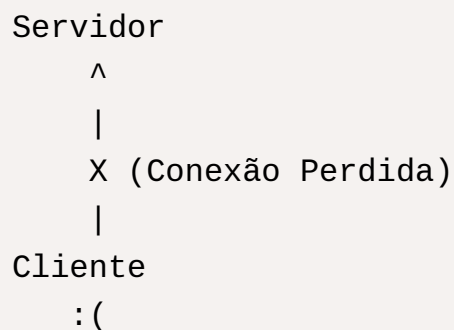 Servidor
^
|
X (Conexão Perdida)
|
Cliente
:(